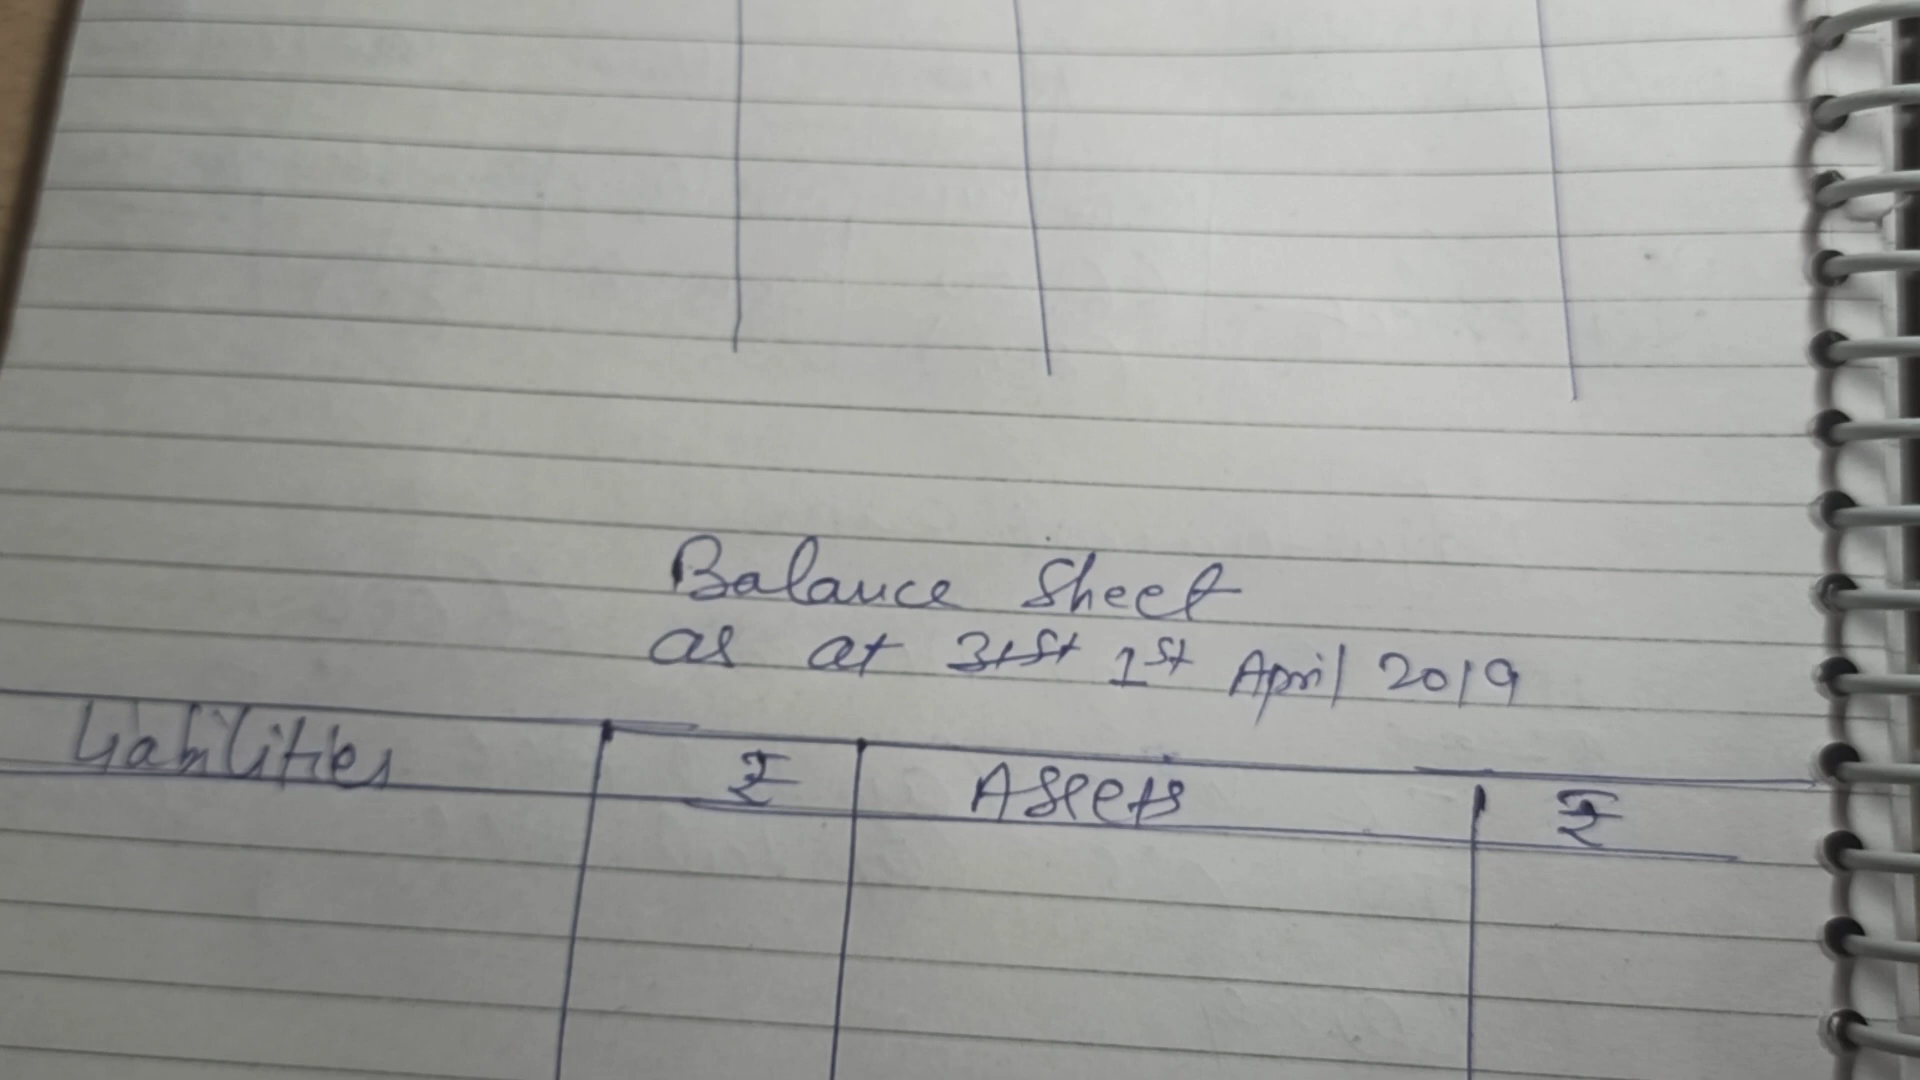 Balance Sheet
as at 31st 1st April 2019
Liabilities ₹ Assets ₹